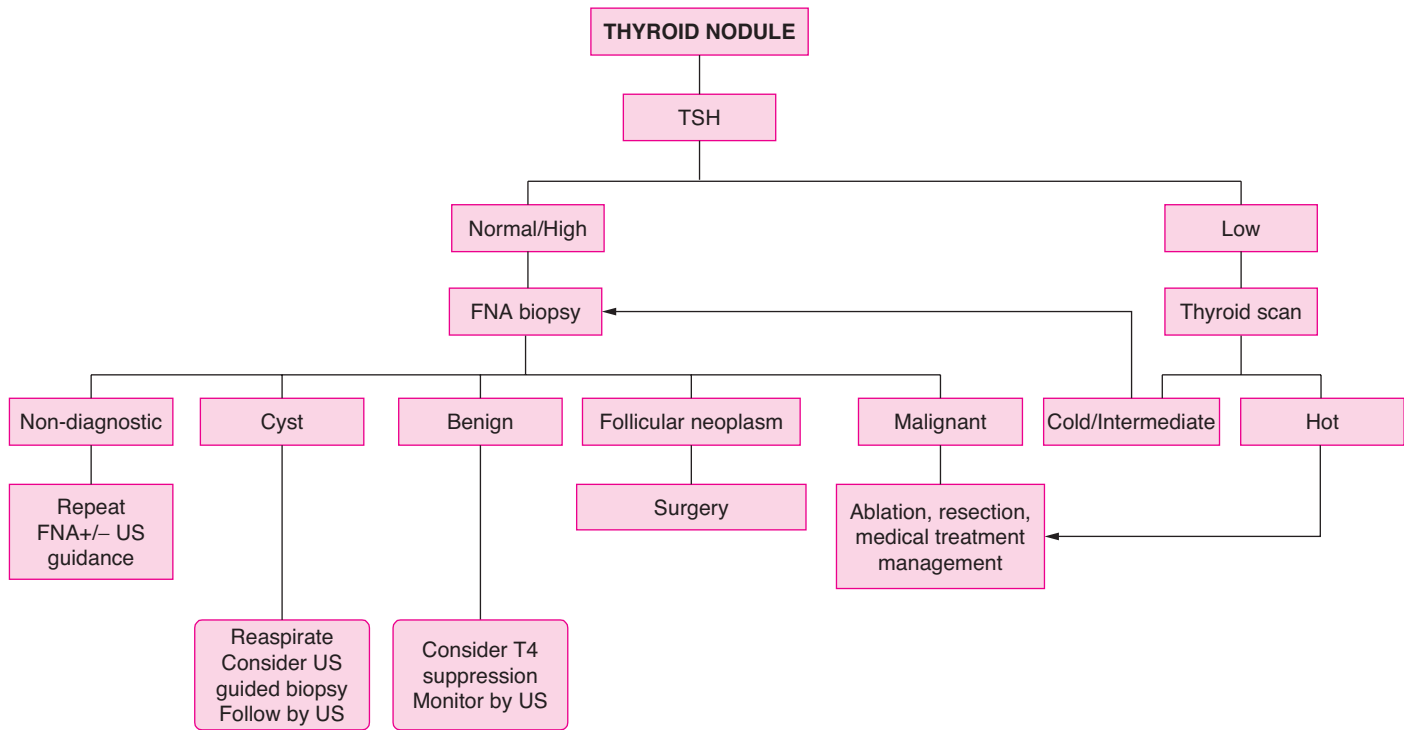 THYROID NODULE
TSH
Normal/High
Low
FNA biopsy
Thyroid scan
Non-diagnostic
Cyst
Benign
Follicular neoplasm
Malignant
Cold/Intermediate
Hot
Repeat
FNA+/− US
guidance
Surgery
Ablation, resection,
medical treatment
management
Reaspirate
Consider US
guided biopsy
Follow by US
Consider T4
suppression
Monitor by US